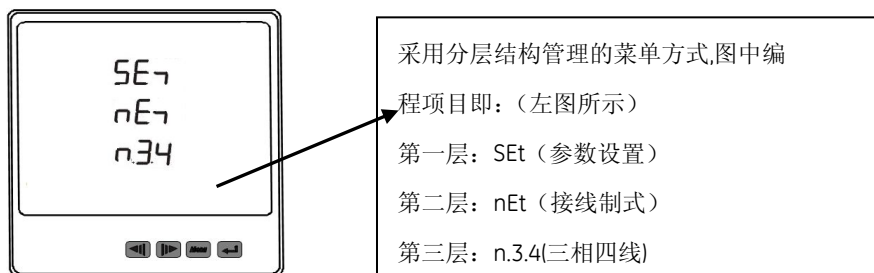 SEt
nEt
n.3.4
Menu
采用分层结构管理的菜单方式,图中编
程项目即:（左图所示）
第一层：SEt（参数设置）
第二层：nEt（接线制式）
第三层：n.3.4(三相四线)